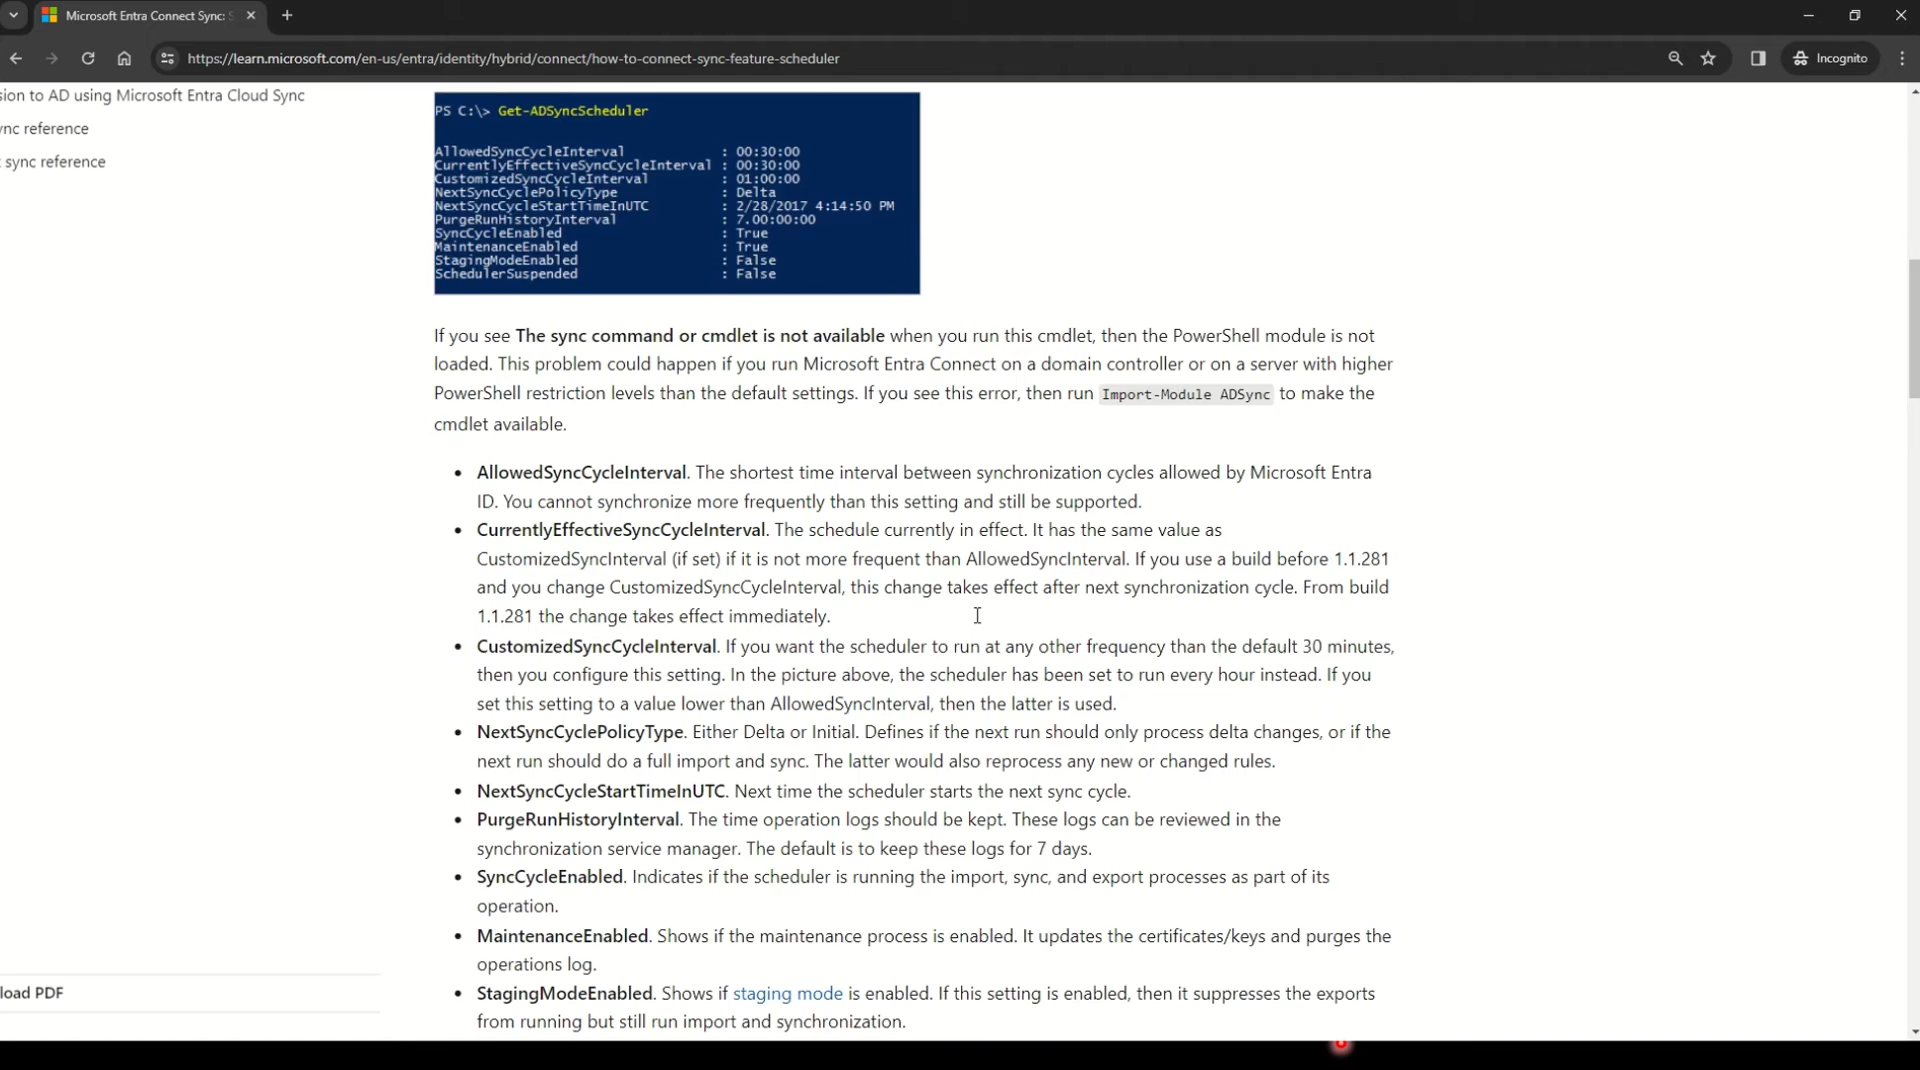 Microsoft Entra Connect Sync: S
https://learn.microsoft.com/en-us/entra/identity/hybrid/connect/how-to-connect-sync-feature-scheduler
Incognito
sion to AD using Microsoft Entra Cloud Sync
ync reference
t sync reference
load PDF
PS C:\> Get-ADSyncScheduler
AllowedSyncCycleInterval : 00:30:00
CurrentlyEffectiveSyncCycleInterval : 00:30:00
CustomizedSyncCycleInterval : 01:00:00
NextSyncCyclePolicyType : Delta
NextSyncCycleStartTimeInUTC : 2/28/2017 4:14:50 PM
PurgeRunHistoryInterval : 7.00:00:00
SyncCycleEnabled : True
MaintenanceEnabled : True
StagingModeEnabled : False
SchedulerSuspended : False
If you see The sync command or cmdlet is not available when you run this cmdlet, then the PowerShell module is not
loaded. This problem could happen if you run Microsoft Entra Connect on a domain controller or on a server with higher
PowerShell restriction levels than the default settings. If you see this error, then run Import-Module ADSync to make the
cmdlet available.
• AllowedSyncCycleInterval. The shortest time interval between synchronization cycles allowed by Microsoft Entra
ID. You cannot synchronize more frequently than this setting and still be supported.
• CurrentlyEffectiveSyncCycleInterval. The schedule currently in effect. It has the same value as
CustomizedSyncInterval (if set) if it is not more frequent than AllowedSyncInterval. If you use a build before 1.1.281
and you change CustomizedSyncCycleInterval, this change takes effect after next synchronization cycle. From build
1.1.281 the change takes effect immediately.
• CustomizedSyncCycleInterval. If you want the scheduler to run at any other frequency than the default 30 minutes,
then you configure this setting. In the picture above, the scheduler has been set to run every hour instead. If you
set this setting to a value lower than AllowedSyncInterval, then the latter is used.
• NextSyncCyclePolicyType. Either Delta or Initial. Defines if the next run should only process delta changes, or if the
next run should do a full import and sync. The latter would also reprocess any new or changed rules.
• NextSyncCycleStartTimeInUTC. Next time the scheduler starts the next sync cycle.
• PurgeRunHistoryInterval. The time operation logs should be kept. These logs can be reviewed in the
synchronization service manager. The default is to keep these logs for 7 days.
• SyncCycleEnabled. Indicates if the scheduler is running the import, sync, and export processes as part of its
operation.
• MaintenanceEnabled. Shows if the maintenance process is enabled. It updates the certificates/keys and purges the
operations log.
• StagingModeEnabled. Shows if staging mode is enabled. If this setting is enabled, then it suppresses the exports
from running but still run import and synchronization.